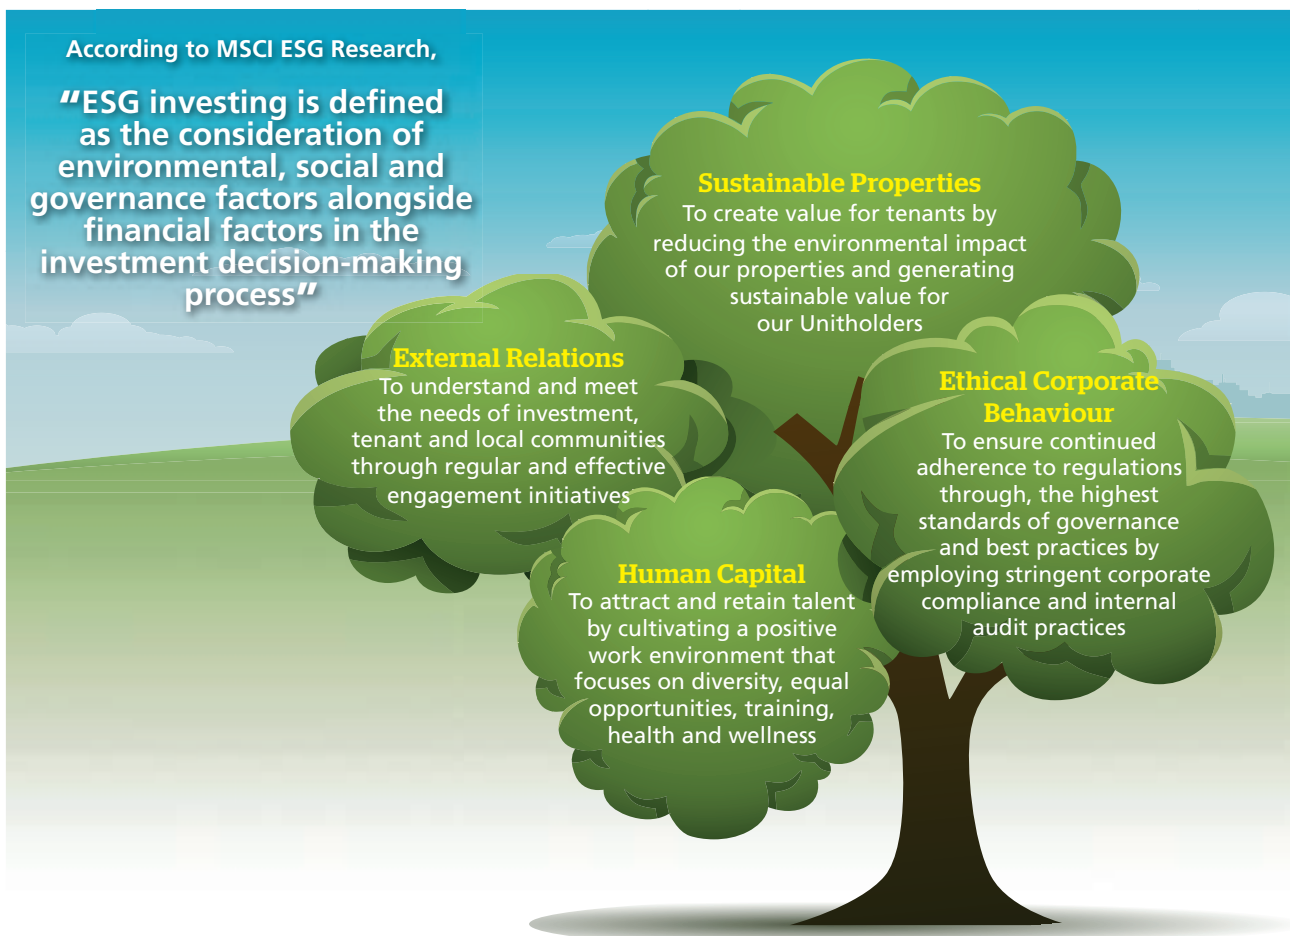 According to MSCI ESG Research,
"ESG investing is defined
as the consideration of
environmental, social and
governance factors alongside
financial factors in the
investment decision-making
process"
Sustainable Properties
To create value for tenants by
reducing the environmental impact
of our properties and generating
sustainable value for
our Unitholders
External Relations
To understand and meet
the needs of investment,
tenant and local communities
through regular and effective
engagement initiatives
Ethical Corporate
Behaviour
To ensure continued
adherence to regulations
through, the highest
standards of governance
and best practices by
employing stringent corporate
compliance and internal
audit practices
Human Capital
To attract and retain talent
by cultivating a positive
work environment that
focuses on diversity, equal
opportunities, training,
health and wellness